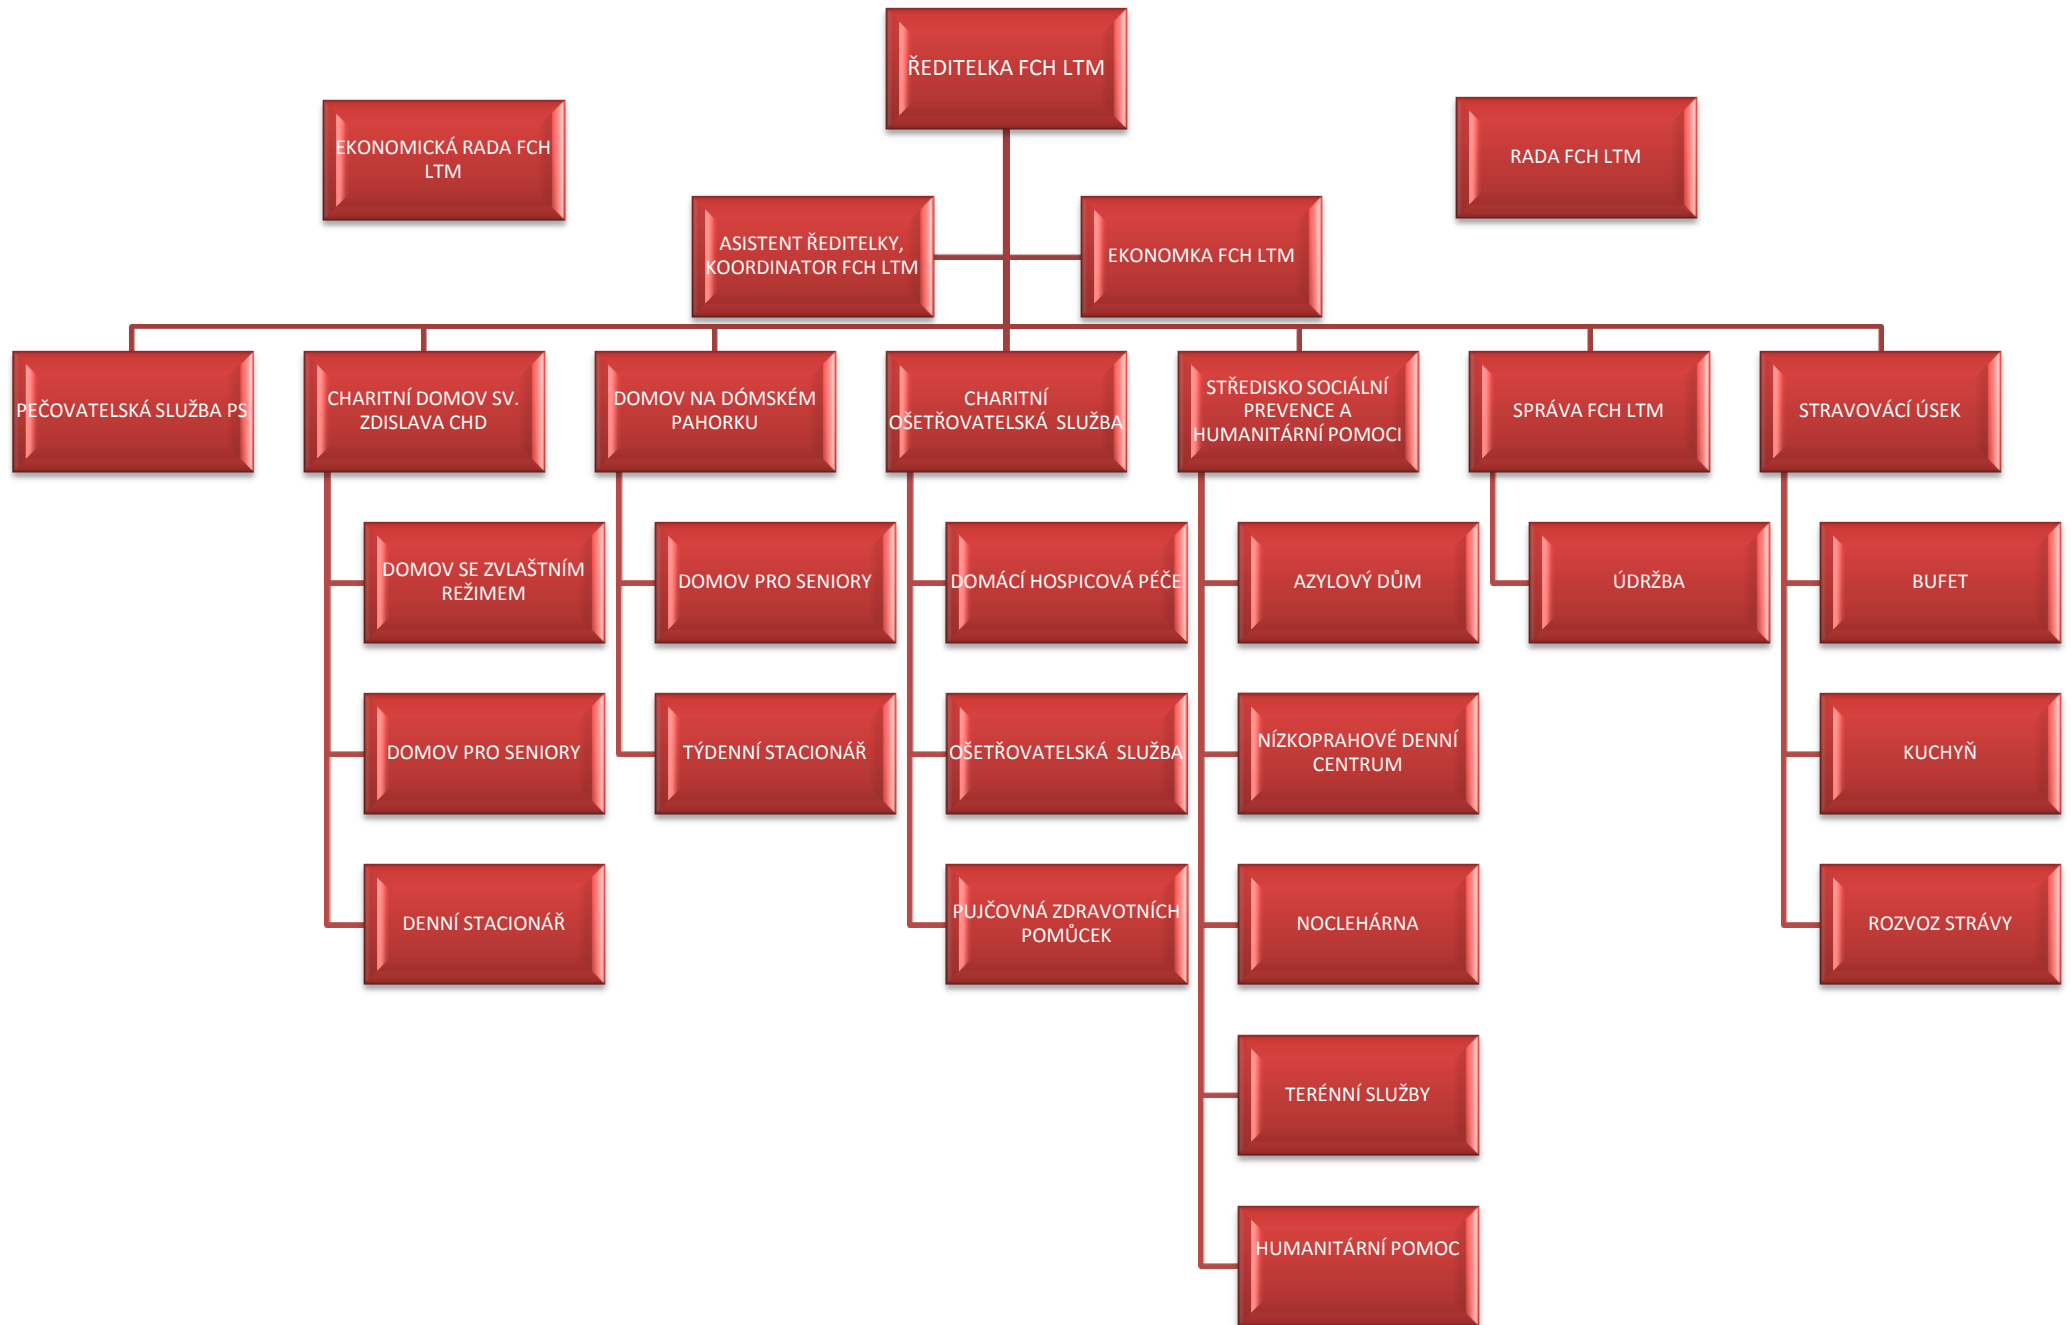 ŘEDITELKA FCH LTM
EKONOMICKÁ RADA FCH
LTM
RADA FCH LTM
ASISTENT ŘEDITELKY,
KOORDINATOR FCH LTM
EKONOMKA FCH LTM
PEČOVATELSKÁ SLUŽBA PS
CHARITNÍ DOMOV SV.
ZDISLAVA CHD
DOMOV NA DÓMSKÉM
PAHORKU
CHARITNÍ
OŠETŘOVATELSKÁ SLUŽBA
STŘEDISKO SOCIÁLNÍ
PREVENCE A
HUMANITÁRNÍ POMOCI
SPRÁVA FCH LTM
STRAVOVÁCÍ ÚSEK
DOMOV SE ZVLAŠTNÍM
REŽIMEM
DOMOV PRO SENIORY
DOMÁCÍ HOSPICOVÁ PÉČE
AZYLOVÝ DŮM
ÚDRŽBA
BUFET
DOMOV PRO SENIORY
TÝDENNÍ STACIONÁŘ
OŠETŘOVATELSKÁ SLUŽBA
NÍZKOPRAHOVÉ DENNÍ
CENTRUM
KUCHYŇ
DENNÍ STACIONÁŘ
PUJČOVNÁ ZDRAVOTNÍCH
POMŮCEK
NOCLEHÁRNA
ROZVOZ STRÁVY
TERÉNNÍ SLUŽBY
HUMANITÁRNÍ POMOC